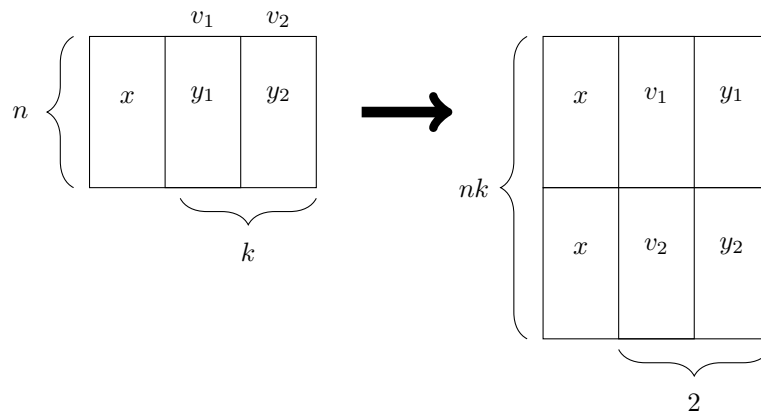 v₁ v₂
n x y₁ y₂
k
x v₁ y₁
nk
x v₂ y₂
2